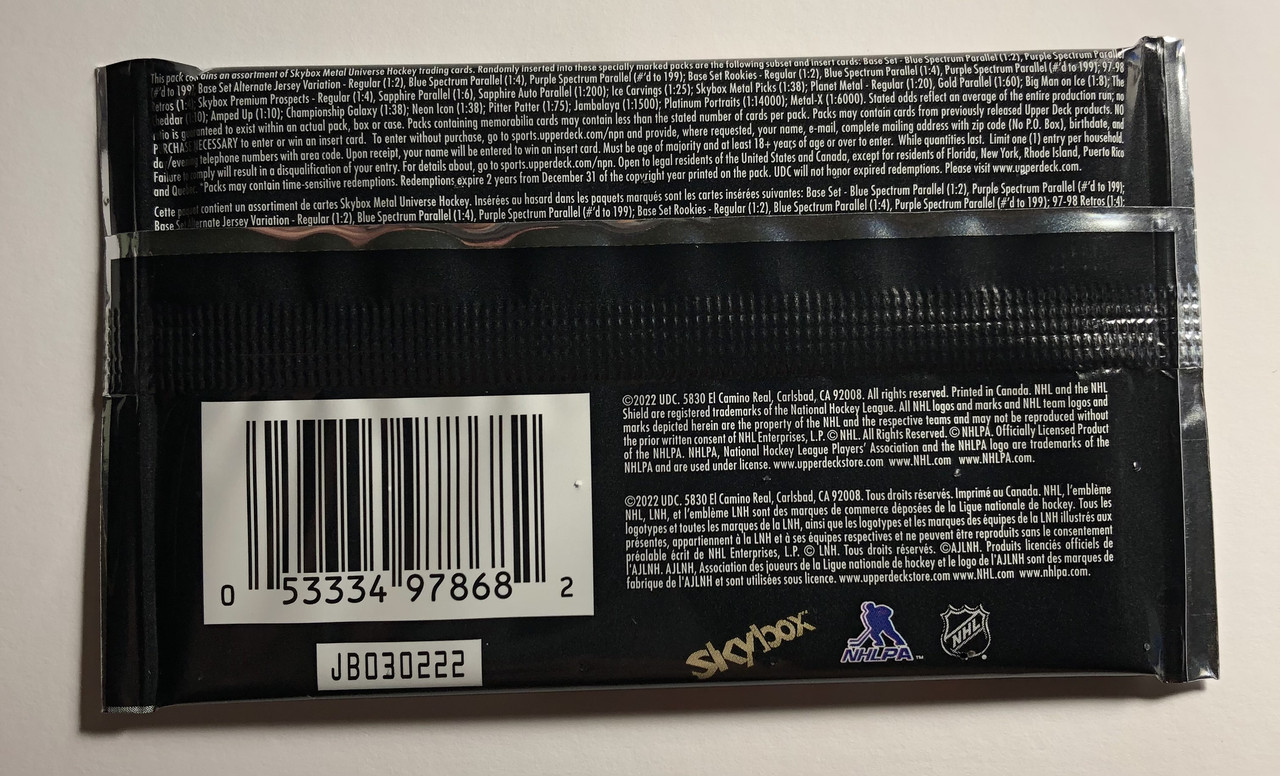 This pack contains an assortment of Skybox Metal Universe Hockey trading cards. Randomly inserted into these specially marked packs are the following subset and insert cards: Base Set - Blue Spectrum Parallel (1:2), Purple Spectrum Parallel
(#'d to 199) Base Set Alternate Jersey Variation - Regular (1:2), Blue Spectrum Parallel (1:4), Purple Spectrum Parallel (#'d to 199); Base Set Rookies - Regular (1:2), Blue Spectrum Parallel (1:4), Purple Spectrum Parallel (#'d to 199); 97-98
Retros (1:4); Skybox Premium Prospects - Regular (1:4), Sapphire Parallel (1:6), Sapphire Auto Parallel (1:200); Ice Carvings (1:25); Skybox Metal Picks (1:38); Planet Metal - Regular (1:20), Gold Parallel (1:60); Big Man on Ice (1:8); The
Cheddar (1:10); Amped Up (1:10); Championship Galaxy (1:38); Neon Icon (1:38); Pitter Patter (1:75); Jambalaya (1:1500); Platinum Portraits (1:14000); Metal-X (1:6000). Stated odds reflect an average of the entire production run; no
ratio is guaranteed to exist within an actual pack, box or case. Packs containing memorabilia cards may contain less than the stated number of cards per pack. Packs may contain cards from previously released Upper Deck products. NO
PURCHASE NECESSARY to enter or win an insert card. To enter without purchase, go to sports.upperdeck.com/npn and provide, where requested, your name, e-mail, complete mailing address with zip code (No P.O. Box), birthdate, and
day/evening telephone numbers with area code. Upon receipt, your name will be entered to win an insert card. Must be age of majority and at least 18+ years of age or over to enter. While quantities last. Limit one (1) entry per household.
Failure to comply will result in a disqualification of your entry. For details about, go to sports.upperdeck.com/npn. Open to legal residents of the United States and Canada, except for residents of Florida, New York, Rhode Island, Puerto Rico
and Quebec. *Packs may contain time-sensitive redemptions. Redemptions expire 2 years from December 31 of the copyright year printed on the pack. UDC will not honor expired redemptions. Please visit www.upperdeck.com.
Cette paquet contient un assortiment de cartes Skybox Metal Universe Hockey. Insérées au hasard dans les paquets marqués sont les cartes insérées suivantes: Base Set - Blue Spectrum Parallel (1:2), Purple Spectrum Parallel (#'d to 199);
Base Set Alternate Jersey Variation - Regular (1:2), Blue Spectrum Parallel (1:4), Purple Spectrum Parallel (#'d to 199); Base Set Rookies - Regular (1:2), Blue Spectrum Parallel (1:4), Purple Spectrum Parallel (#'d to 199); 97-98 Retros (1:4);
©2022 UDC. 5830 El Camino Real, Carlsbad, CA 92008. All rights reserved. Printed in Canada. NHL and the NHL
Shield are registered trademarks of the National Hockey League. All NHL logos and marks and NHL team logos and
marks depicted herein are the property of the NHL and the respective teams and may not be reproduced without
the prior written consent of NHL Enterprises, L.P. © NHL. All Rights Reserved. © NHLPA. Officially Licensed Product
of the NHLPA. NHLPA, National Hockey League Players' Association and the NHLPA logo are trademarks of the
NHLPA and are used under license. www.upperdeckstore.com www.NHL.com www.NHLPA.com.
©2022 UDC. 5830 El Camino Real, Carlsbad, CA 92008. Tous droits réservés. Imprimé au Canada. NHL, l'emblème
NHL, LNH, et l'emblème LNH sont des marques de commerce déposées de la Ligue nationale de hockey. Tous les
logotypes et toutes les marques de la LNH, ainsi que les logotypes et les marques des équipes de la LNH illustrés aux
présentes, appartiennent à la LNH et à ses équipes respectives et ne peuvent être reproduits sans le consentement
préalable écrit de NHL Enterprises, L.P. © LNH. Tous droits réservés. ©AJLNH. Produits licenciés officiels de
l'AJLNH. AJLNH, Association des joueurs de la Ligue nationale de hockey et le logo de l'AJLNH sont des marques de
fabrique de l'AJLNH et sont utilisées sous licence. www.upperdeckstore.com www.NHL.com www.nhlpa.com.
0 53334 97868 2
JB030222
skybox™
NHLPA™
NHL®